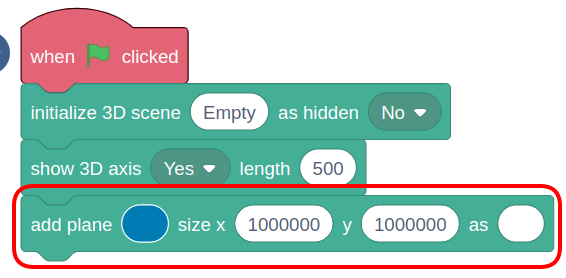 when clicked
initialize 3D scene Empty as hidden No
show 3D axis Yes length 500
add plane size x 1000000 y 1000000 as